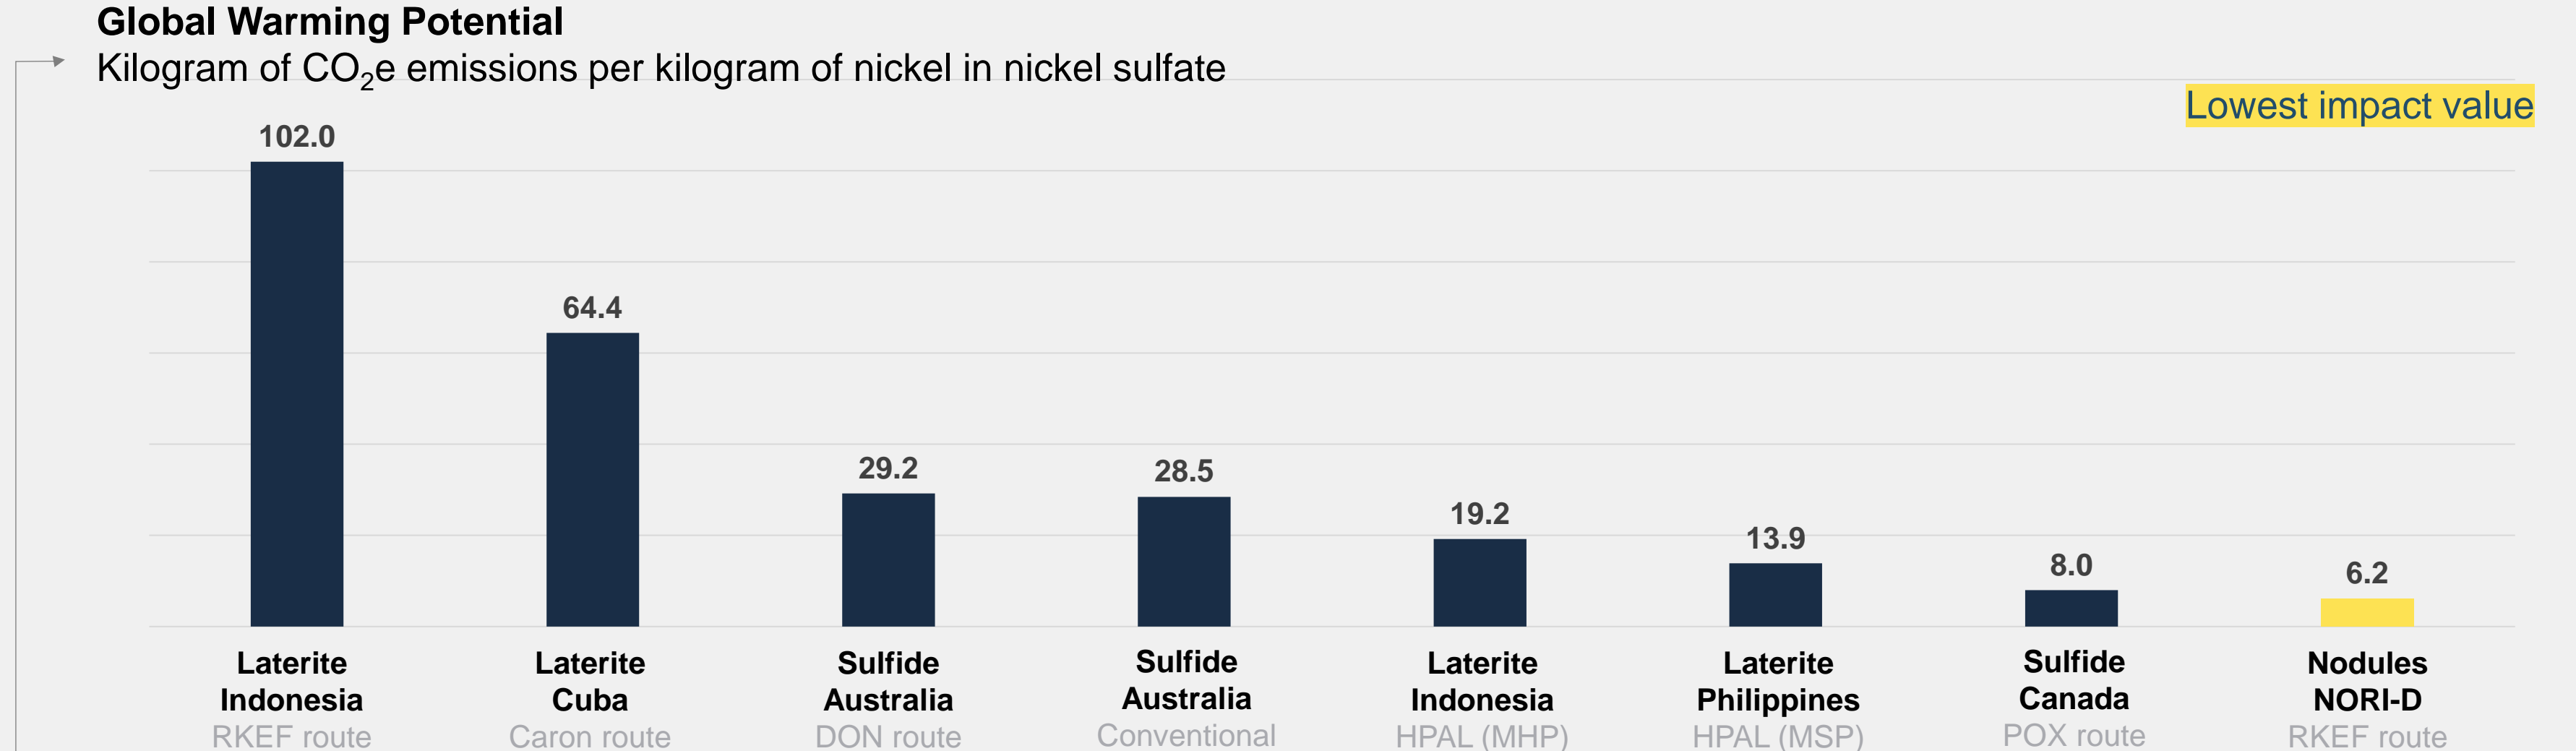 Global Warming Potential
Kilogram of CO₂e emissions per kilogram of nickel in nickel sulfate
Lowest impact value
102.0
64.4
29.2
28.5
19.2
13.9
8.0
6.2
Laterite
Indonesia
RKEF route
Laterite
Cuba
Caron route
Sulfide
Australia
DON route
Sulfide
Australia
Conventional
Laterite
Indonesia
HPAL (MHP)
Laterite
Philippines
HPAL (MSP)
Sulfide
Canada
POX route
Nodules
NORI-D
RKEF route